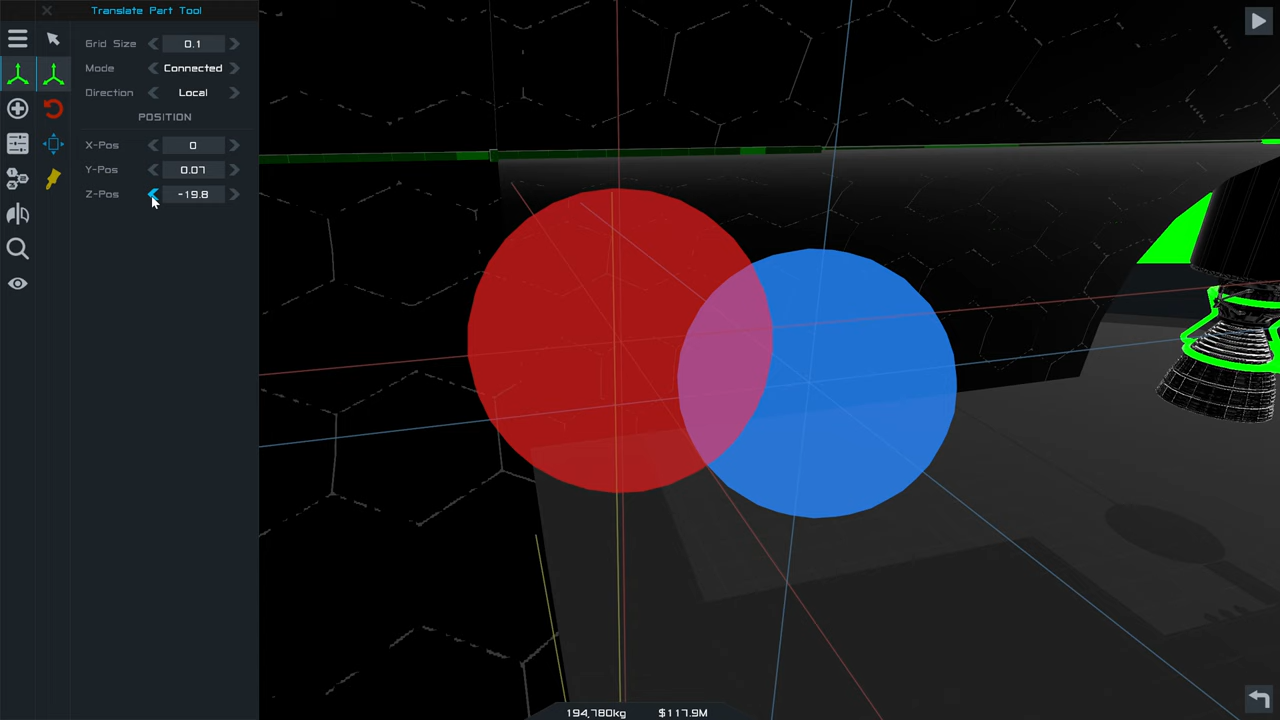 Translate Part Tool
Grid Size 0.1
Mode Connected
Direction Local
POSITION
X-Pos 0
Y-Pos 0.07
Z-Pos -19.8
194,780kg $117.9M